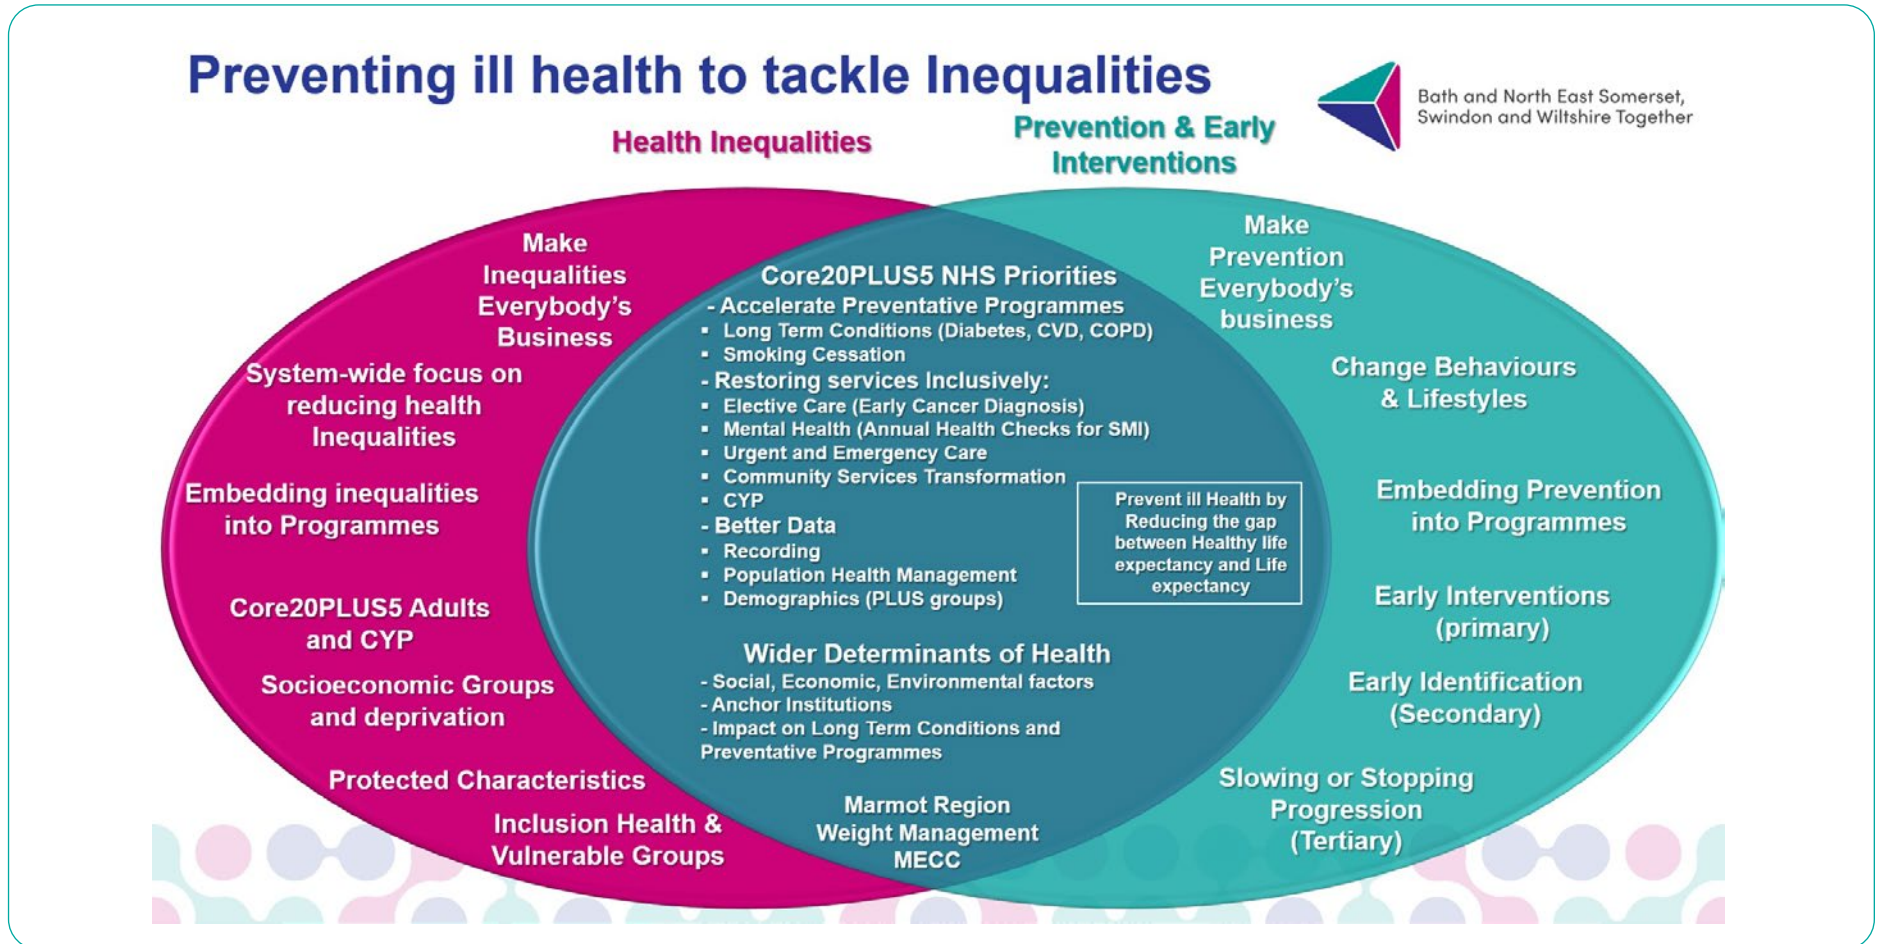 Preventing ill health to tackle Inequalities
Bath and North East Somerset,
Swindon and Wiltshire Together
Health Inequalities
Prevention & Early
Interventions
Make
Inequalities
Everybody's
Business
System-wide focus on
reducing health
Inequalities
Embedding inequalities
into Programmes
Core20PLUS5 Adults
and CYP
Socioeconomic Groups
and deprivation
Protected Characteristics
Inclusion Health &
Vulnerable Groups
Core20PLUS5 NHS Priorities
- Accelerate Preventative Programmes
▪ Long Term Conditions (Diabetes, CVD, COPD)
▪ Smoking Cessation
- Restoring services Inclusively:
▪ Elective Care (Early Cancer Diagnosis)
▪ Mental Health (Annual Health Checks for SMI)
▪ Urgent and Emergency Care
▪ Community Services Transformation
▪ CYP
- Better Data
▪ Recording
▪ Population Health Management
▪ Demographics (PLUS groups)
Prevent ill Health by
Reducing the gap
between Healthy life
expectancy and Life
expectancy
Wider Determinants of Health
- Social, Economic, Environmental factors
- Anchor Institutions
- Impact on Long Term Conditions and
Preventative Programmes
Marmot Region
Weight Management
MECC
Make
Prevention
Everybody's
business
Change Behaviours
& Lifestyles
Embedding Prevention
into Programmes
Early Interventions
(primary)
Early Identification
(Secondary)
Slowing or Stopping
Progression
(Tertiary)